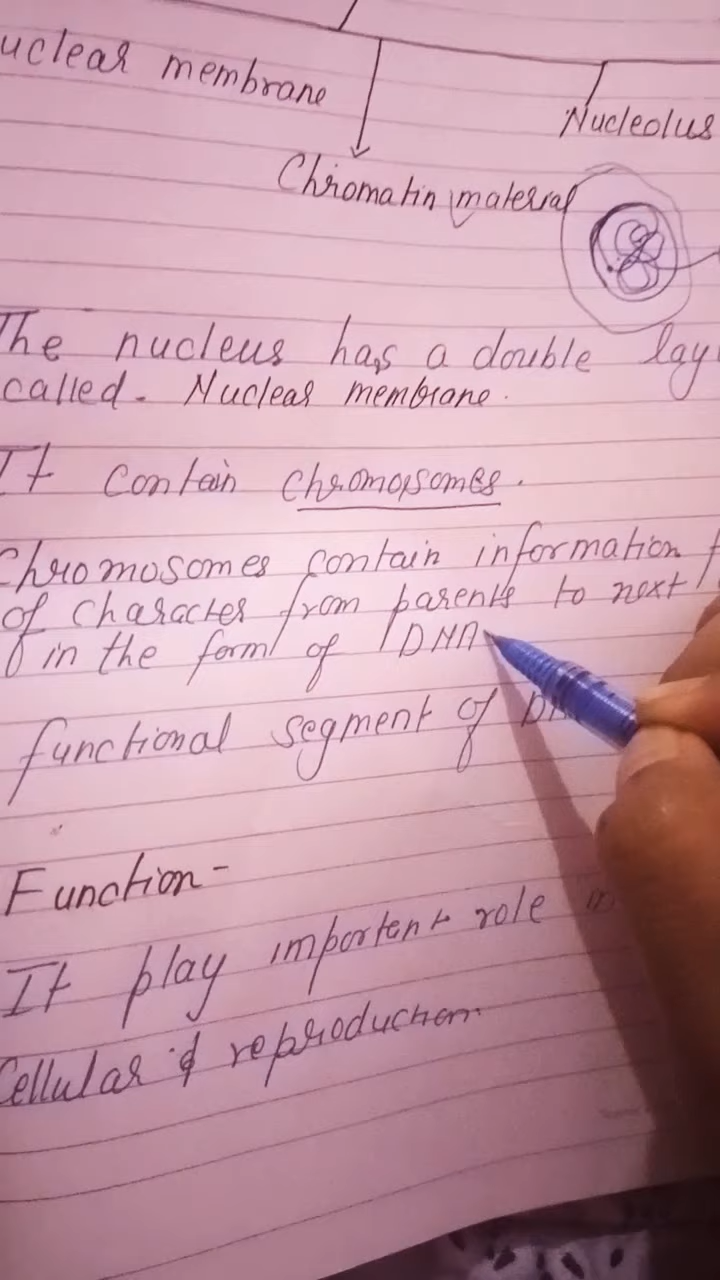 uclear membrane
Nucleolus
Chromatin material
The nucleus has a double lay
called. Nuclear membrane.
It contain chromosomes.
Chromosomes contain information f
of character from parents to next
in the form of DNA
functional segment of
Function -
It play importent role in
Cellular & reproduction.